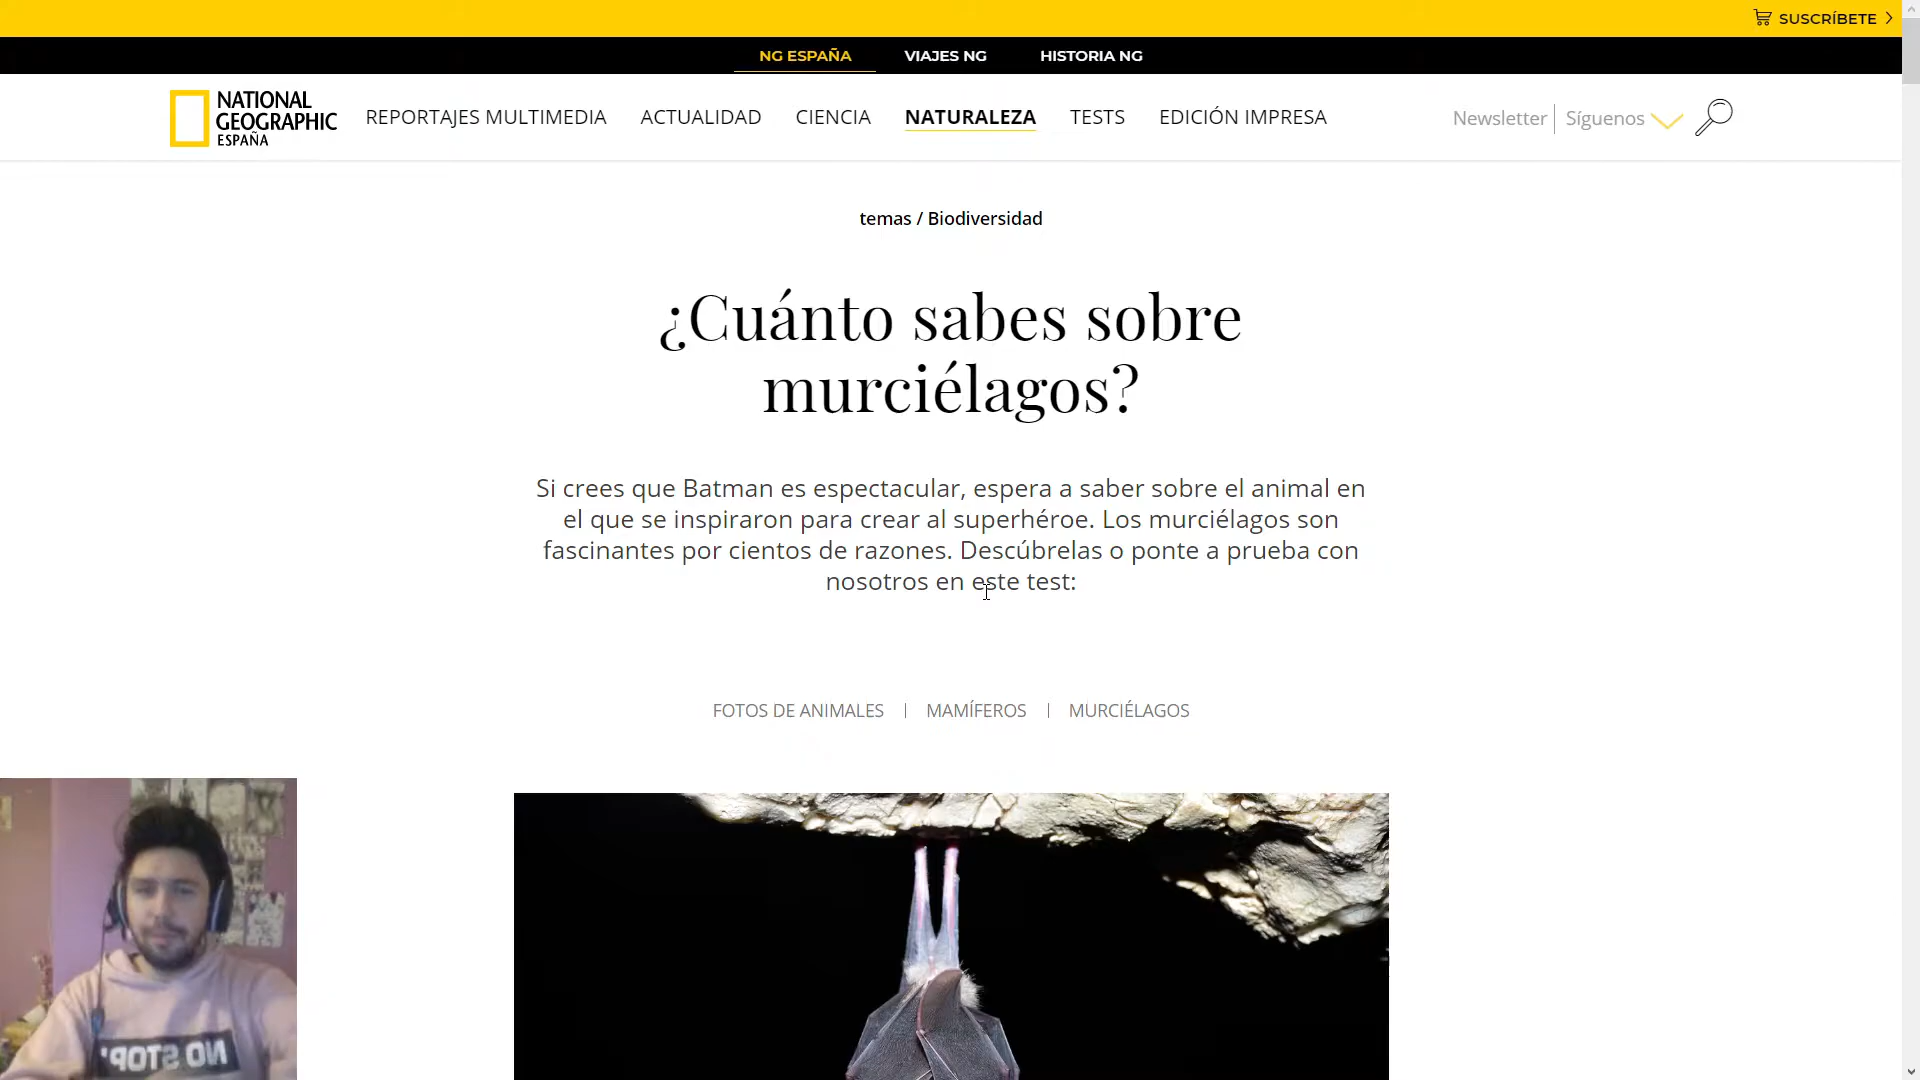 SUSCRÍBETE
NG ESPAÑA VIAJES NG HISTORIA NG
NATIONAL
GEOGRAPHIC
ESPAÑA
REPORTAJES MULTIMEDIA ACTUALIDAD CIENCIA NATURALEZA TESTS EDICIÓN IMPRESA
Newsletter Síguenos
temas / Biodiversidad
¿Cuánto sabes sobre
murciélagos?
Si crees que Batman es espectacular, espera a saber sobre el animal en
el que se inspiraron para crear al superhéroe. Los murciélagos son
fascinantes por cientos de razones. Descúbrelas o ponte a prueba con
nosotros en este test:
FOTOS DE ANIMALES | MAMÍFEROS | MURCIÉLAGOS
NO STOP